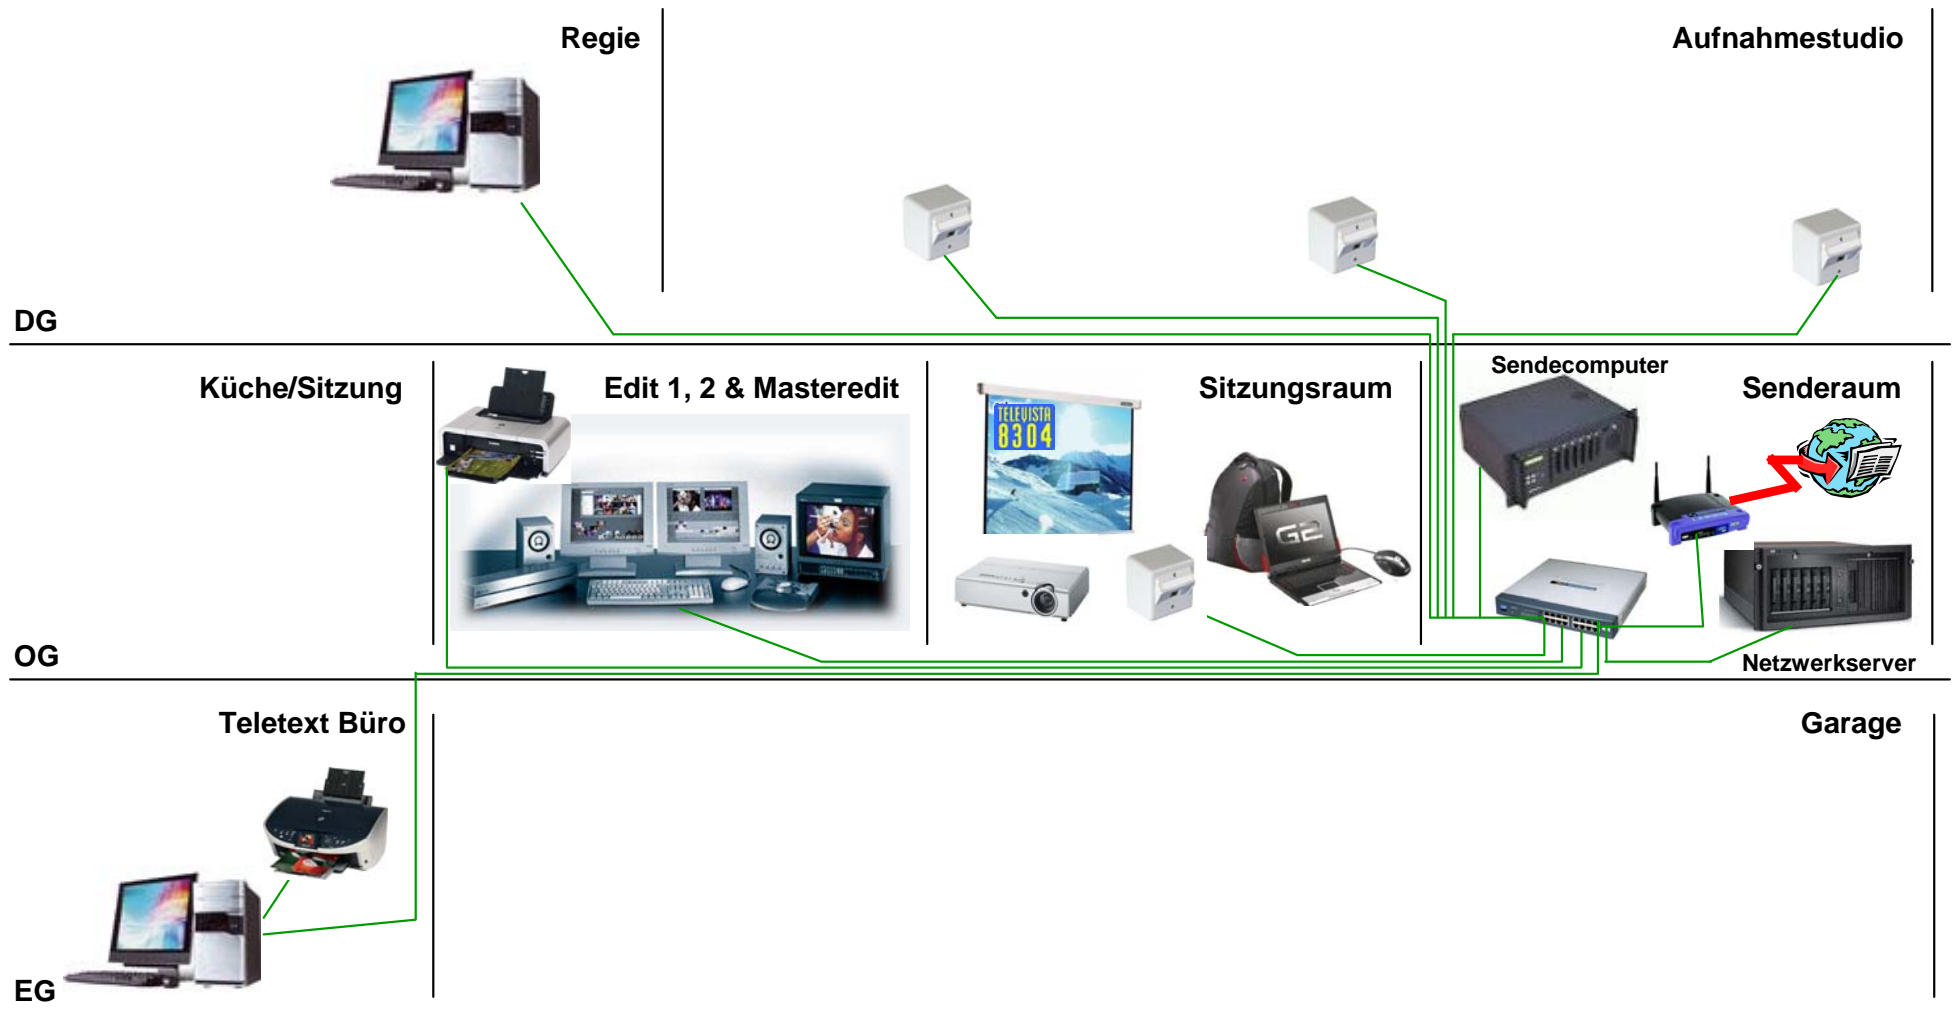 Regie
Aufnahmestudio
DG
Küche/Sitzung
Edit 1, 2 & Masteredit
Sitzungsraum
Sendecomputer
Senderaum
TELEVISTA
8304
G2
OG
Netzwerkserver
Teletext Büro
Garage
EG